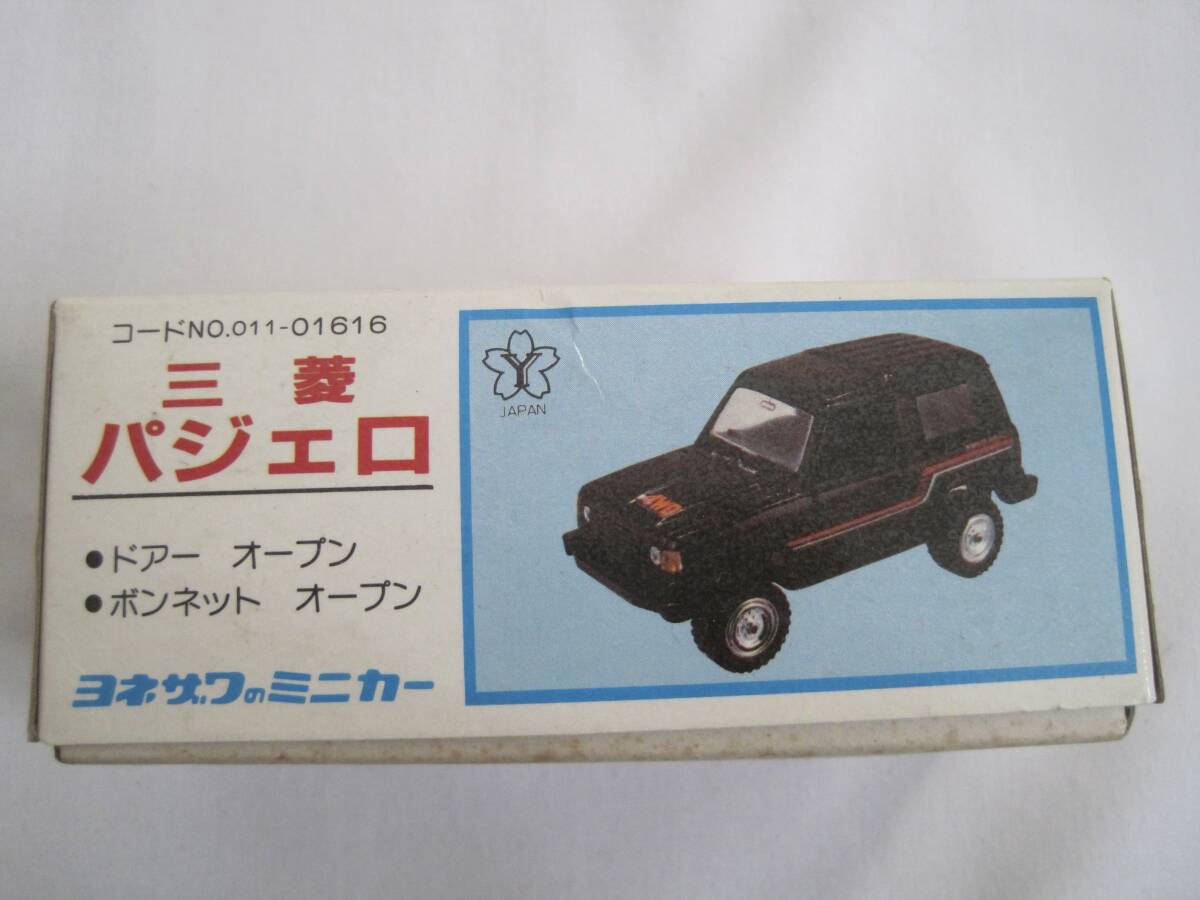 コードNO.011-01616
三菱
パジェロ
●ドアー オープン
●ボンネット オープン
ヨネザワのミニカー
Y
JAPAN
4WD